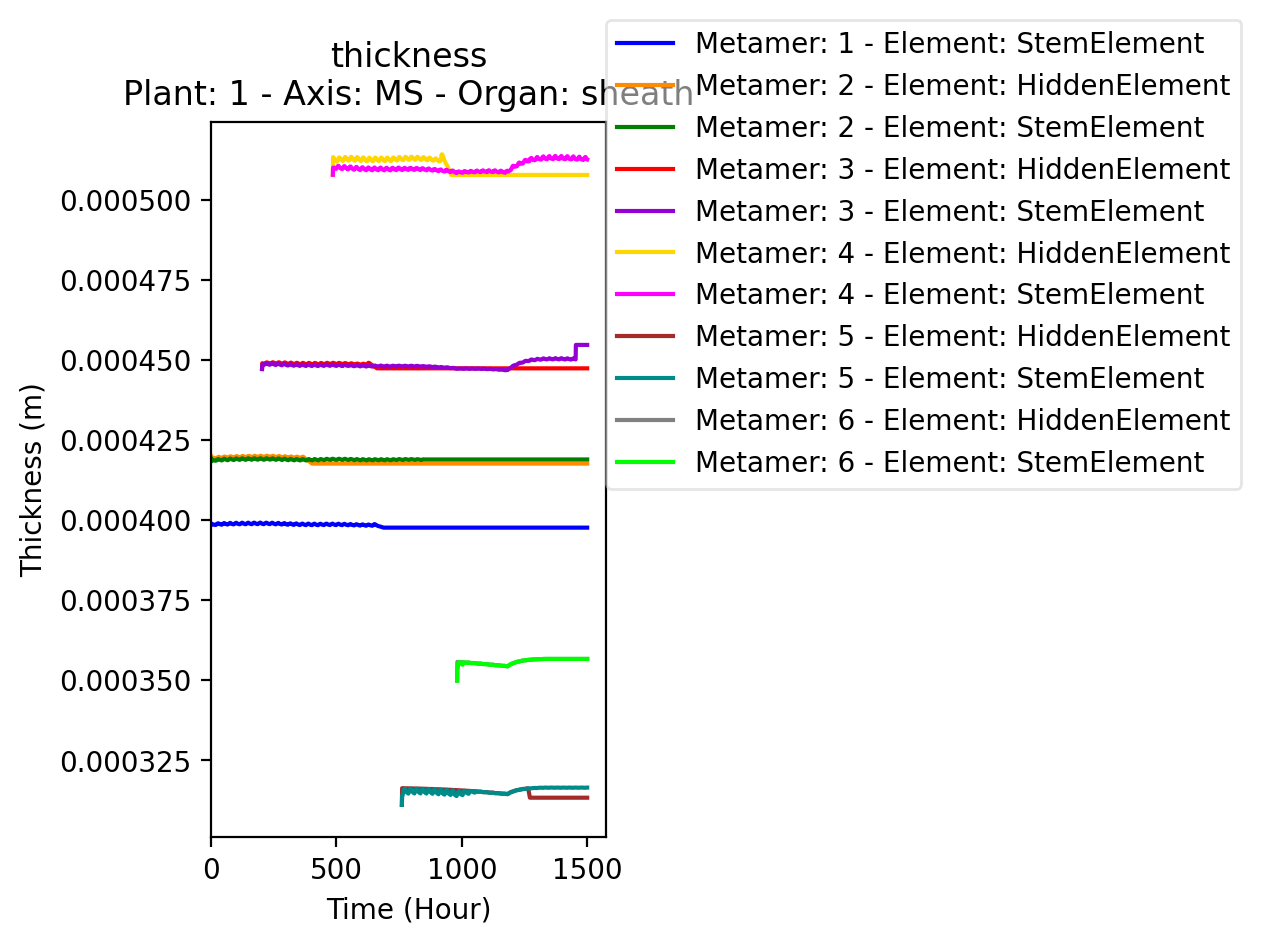 thickness
Plant: 1 - Axis: MS - Organ: sheath
Metamer: 1 - Element: StemElement
Metamer: 2 - Element: HiddenElement
Metamer: 2 - Element: StemElement
Metamer: 3 - Element: HiddenElement
Metamer: 3 - Element: StemElement
Metamer: 4 - Element: HiddenElement
Metamer: 4 - Element: StemElement
Metamer: 5 - Element: HiddenElement
Metamer: 5 - Element: StemElement
Metamer: 6 - Element: HiddenElement
Metamer: 6 - Element: StemElement
Thickness (m)
0.000500
0.000475
0.000450
0.000425
0.000400
0.000375
0.000350
0.000325
0 500 1000 1500
Time (Hour)